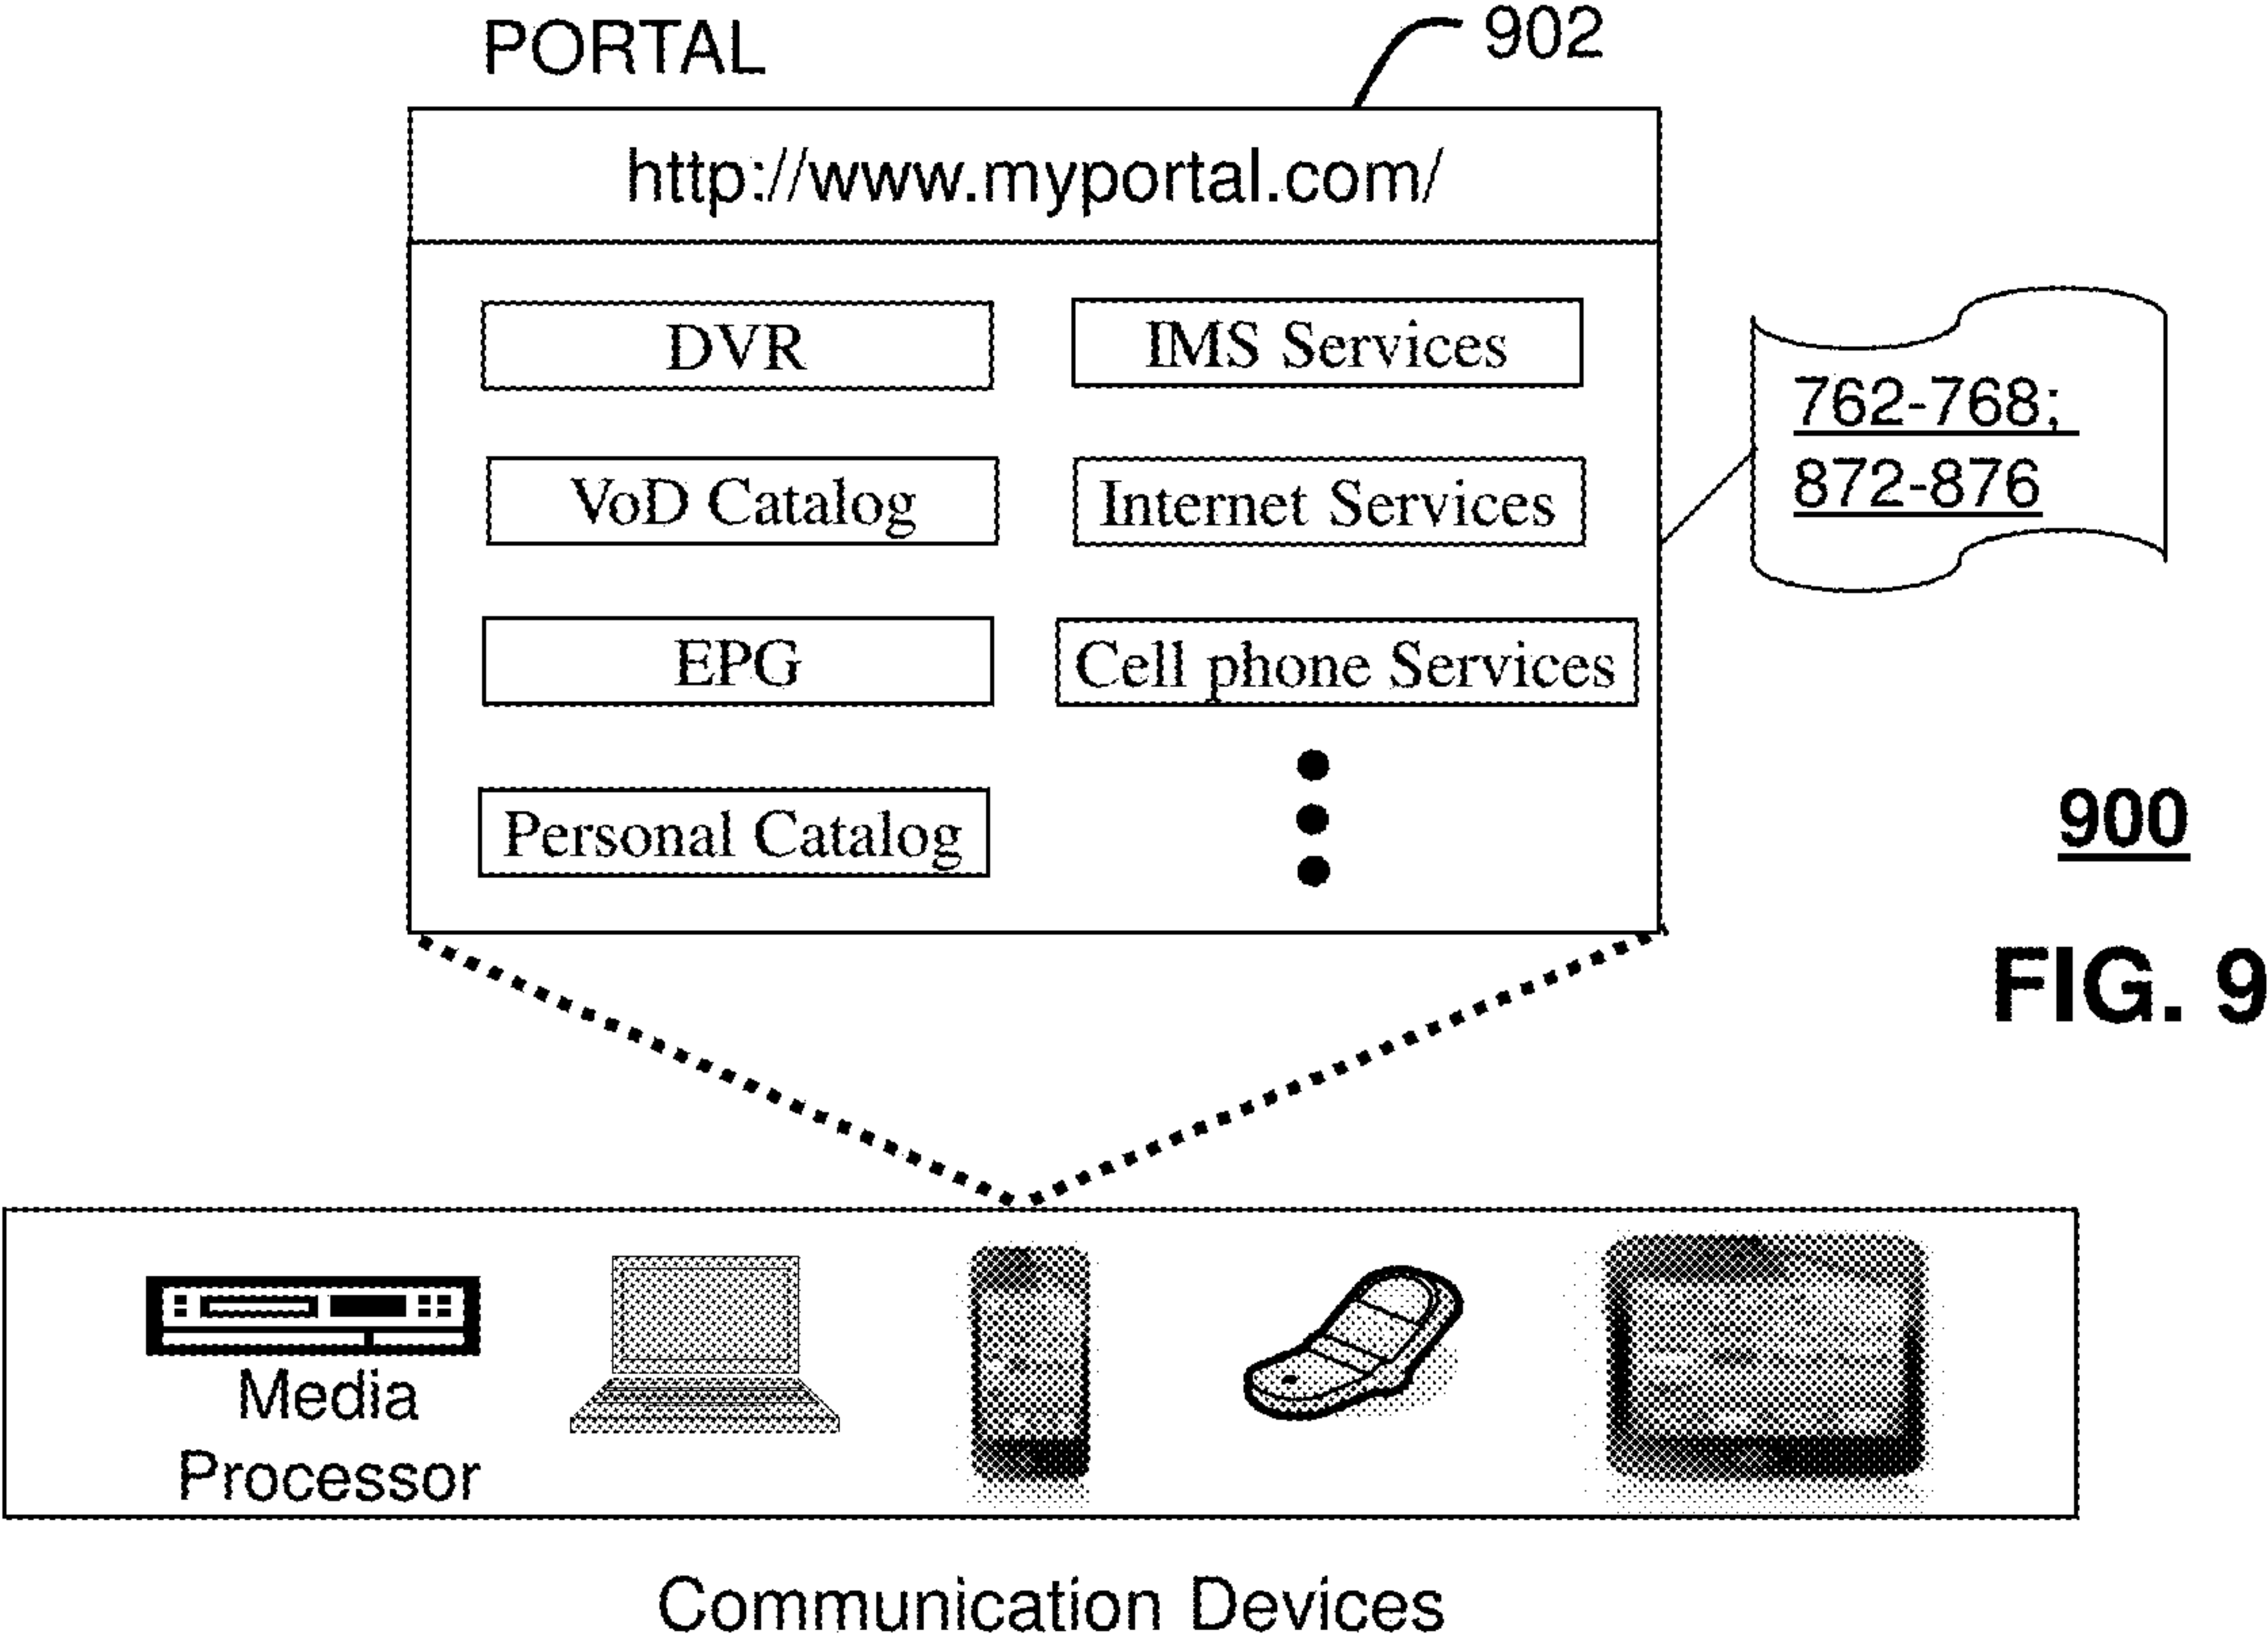 PORTAL
902
http://www.myportal.com/
DVR
IMS Services
762-768;
872-876
VoD Catalog
Internet Services
EPG
Cell phone Services
Personal Catalog
900
FIG. 9
Media
Processor
Communication Devices